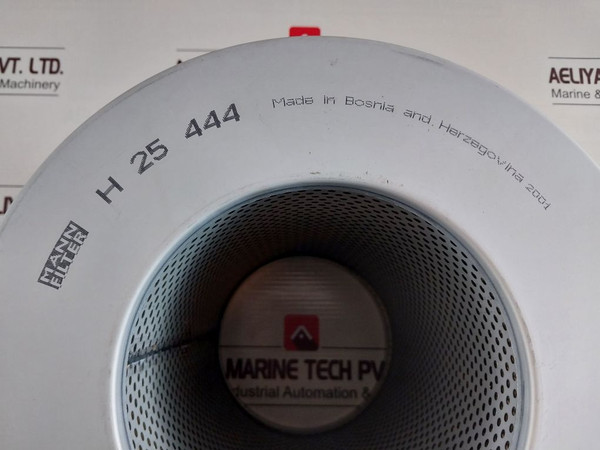 VT. LTD.
Machinery
AELIYA
Marine &
MANN
FILTER
H 25 444
Made in Bosnia and Herzegovina 2001
MARINE TECH PV
dustrial Automation &